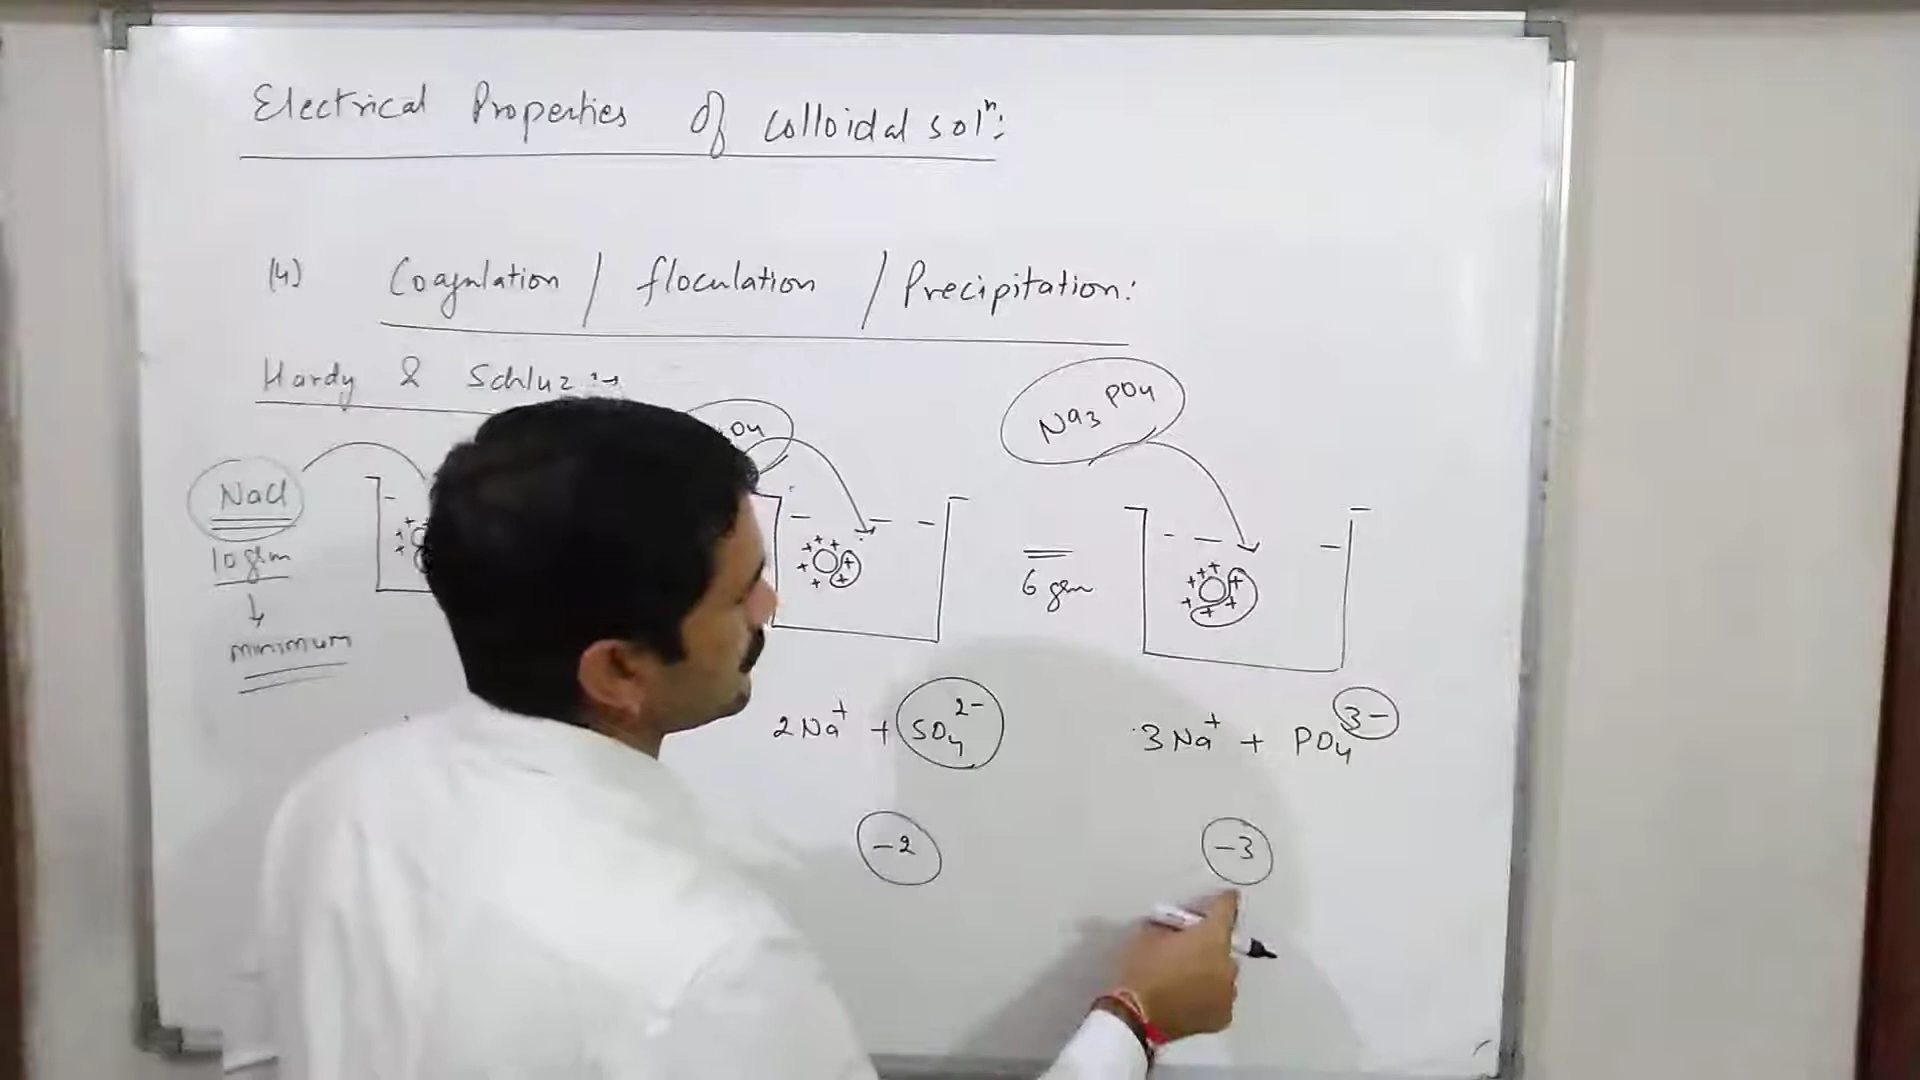 Electrical Properties of colloidal solⁿ:
(4) Coagulation / floculation / Precipitation:
Hardy & Schluz :→
NaCl
10 gm
↓
minimum
O4
6 gm
Na3PO4
2Na⁺ + SO4²⁻
3Na⁺ + PO4³⁻
-2
-3